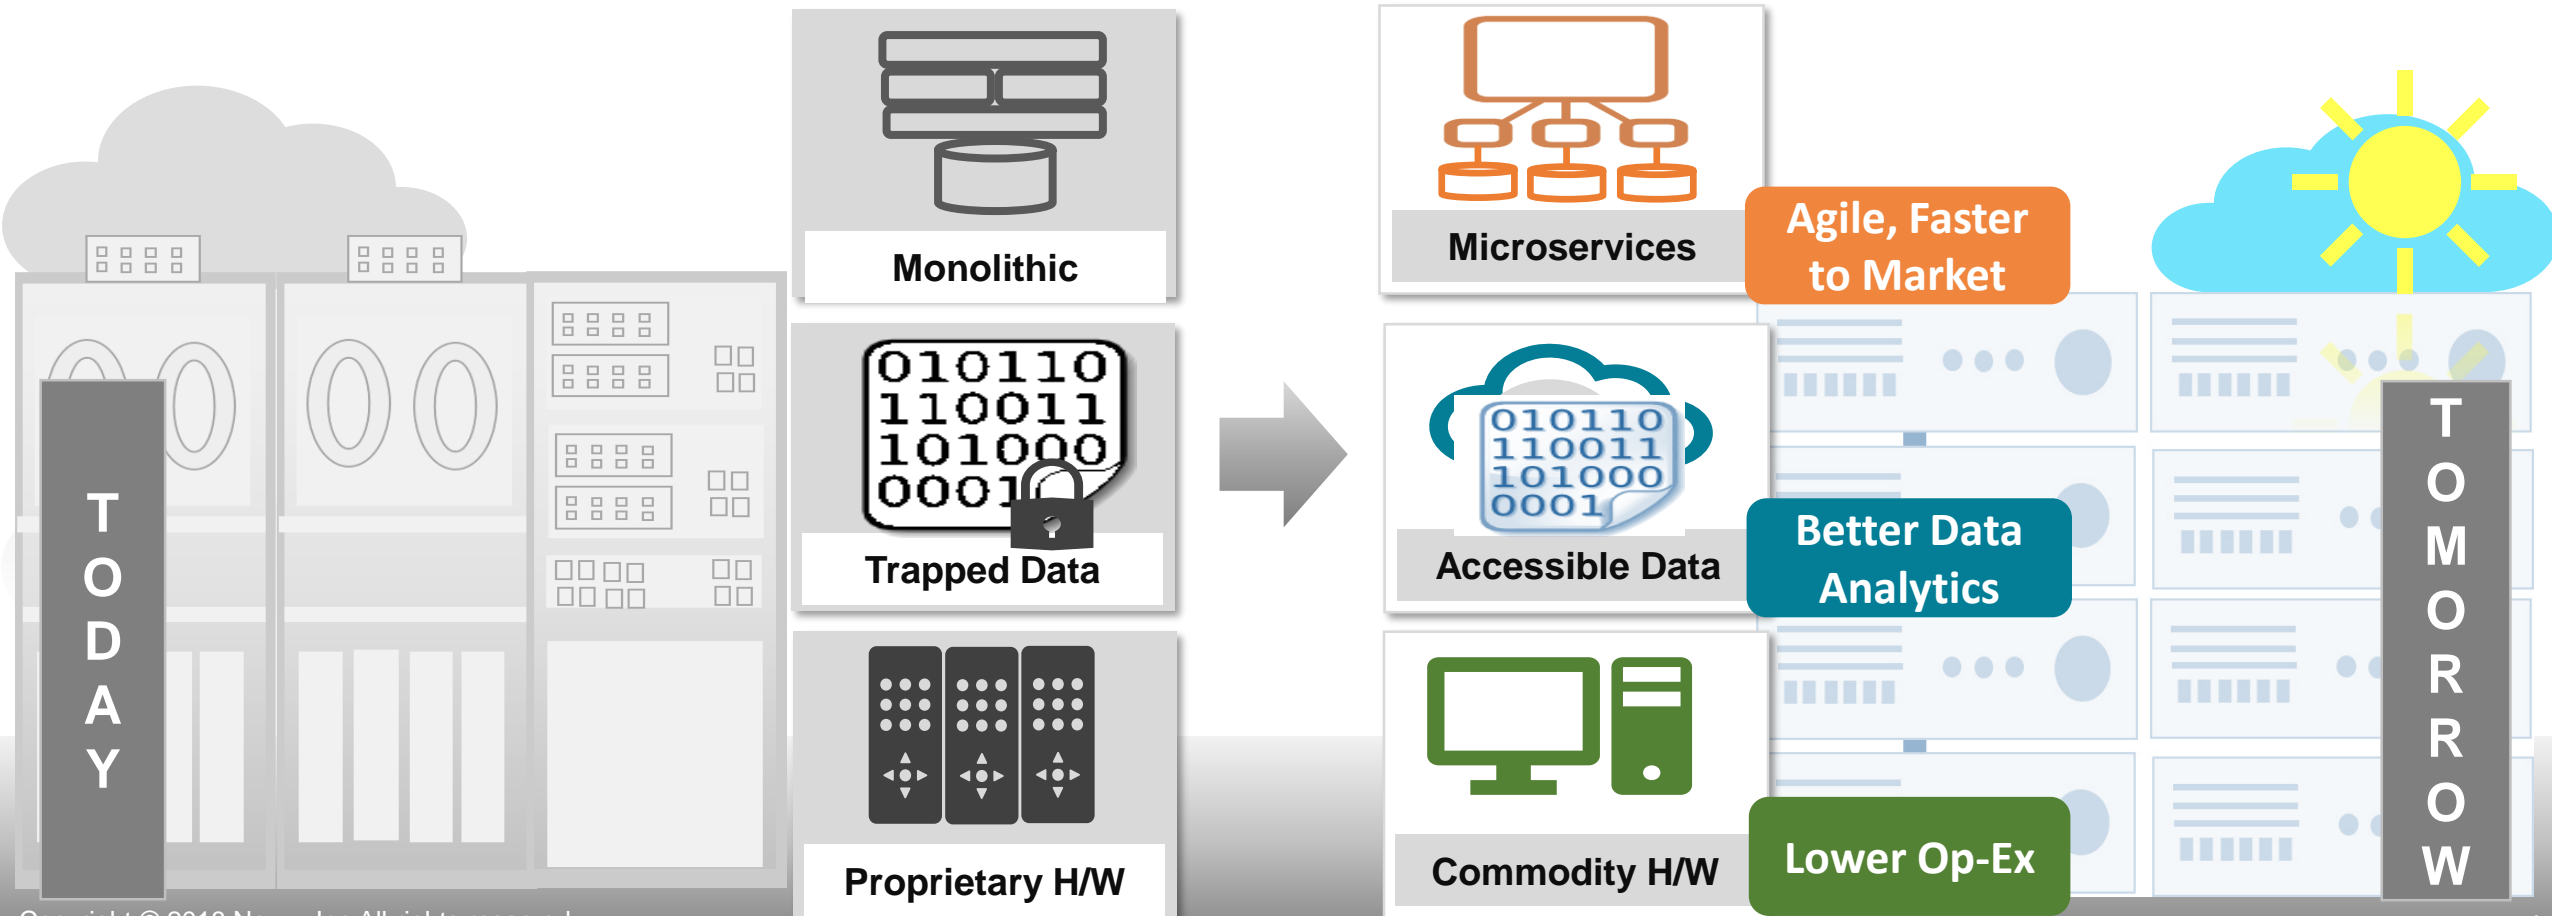 TODAY
Monolithic
010110
110011
101000
0001
Trapped Data
Proprietary H/W
Microservices
Agile, Faster
to Market
010110
110011
101000
0001
Accessible Data
Better Data
Analytics
Commodity H/W
Lower Op-Ex
TOMORROW